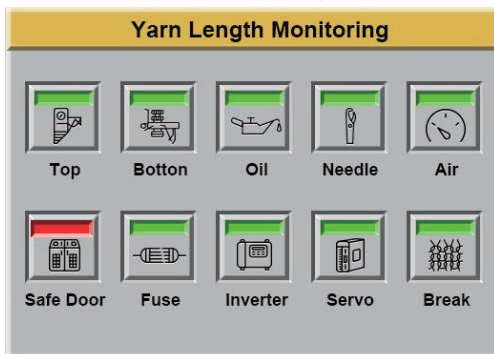 Yarn Length Monitoring
Top Botton Oil Needle Air
Safe Door Fuse Inverter Servo Break